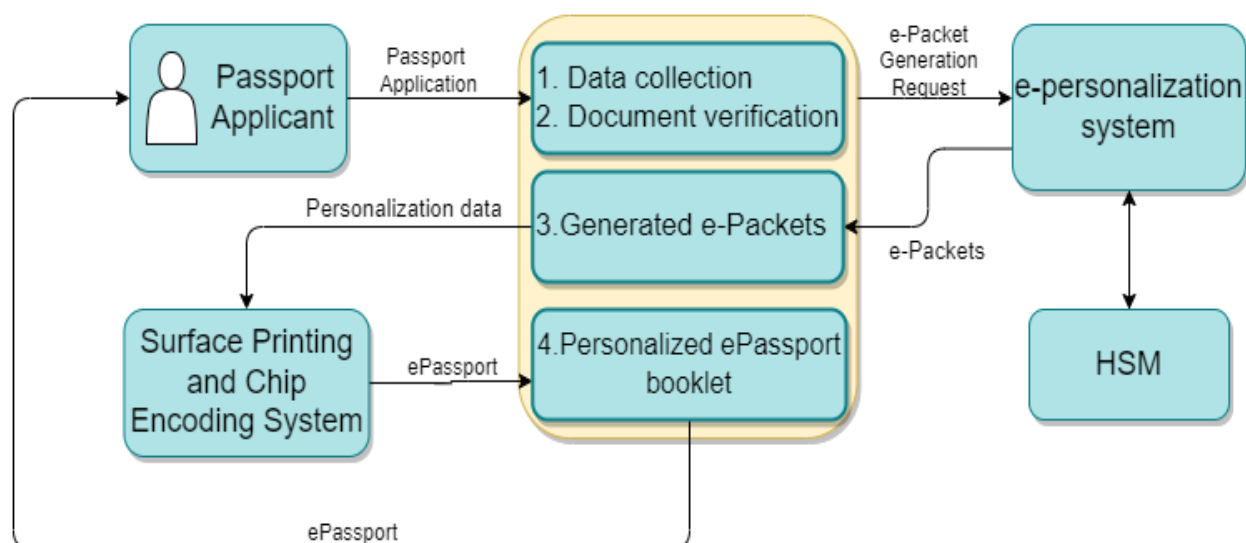 Passport
Applicant
Passport
Application
1. Data collection
2. Document verification
e-Packet
Generation
Request
e-personalization
system
Personalization data
3.Generated e-Packets
e-Packets
Surface Printing
and Chip
Encoding System
ePassport
4.Personalized ePassport
booklet
HSM
ePassport